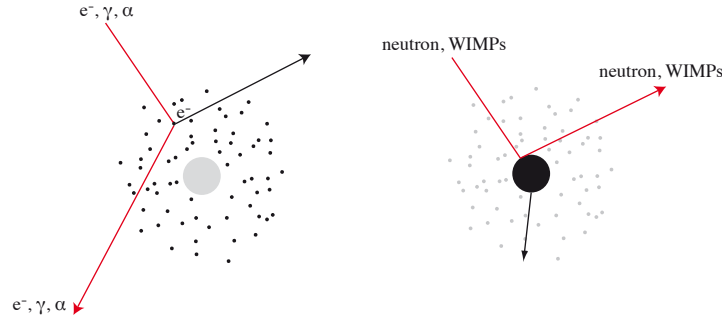 e⁻, γ, α
e⁻
e⁻, γ, α
neutron, WIMPs
neutron, WIMPs